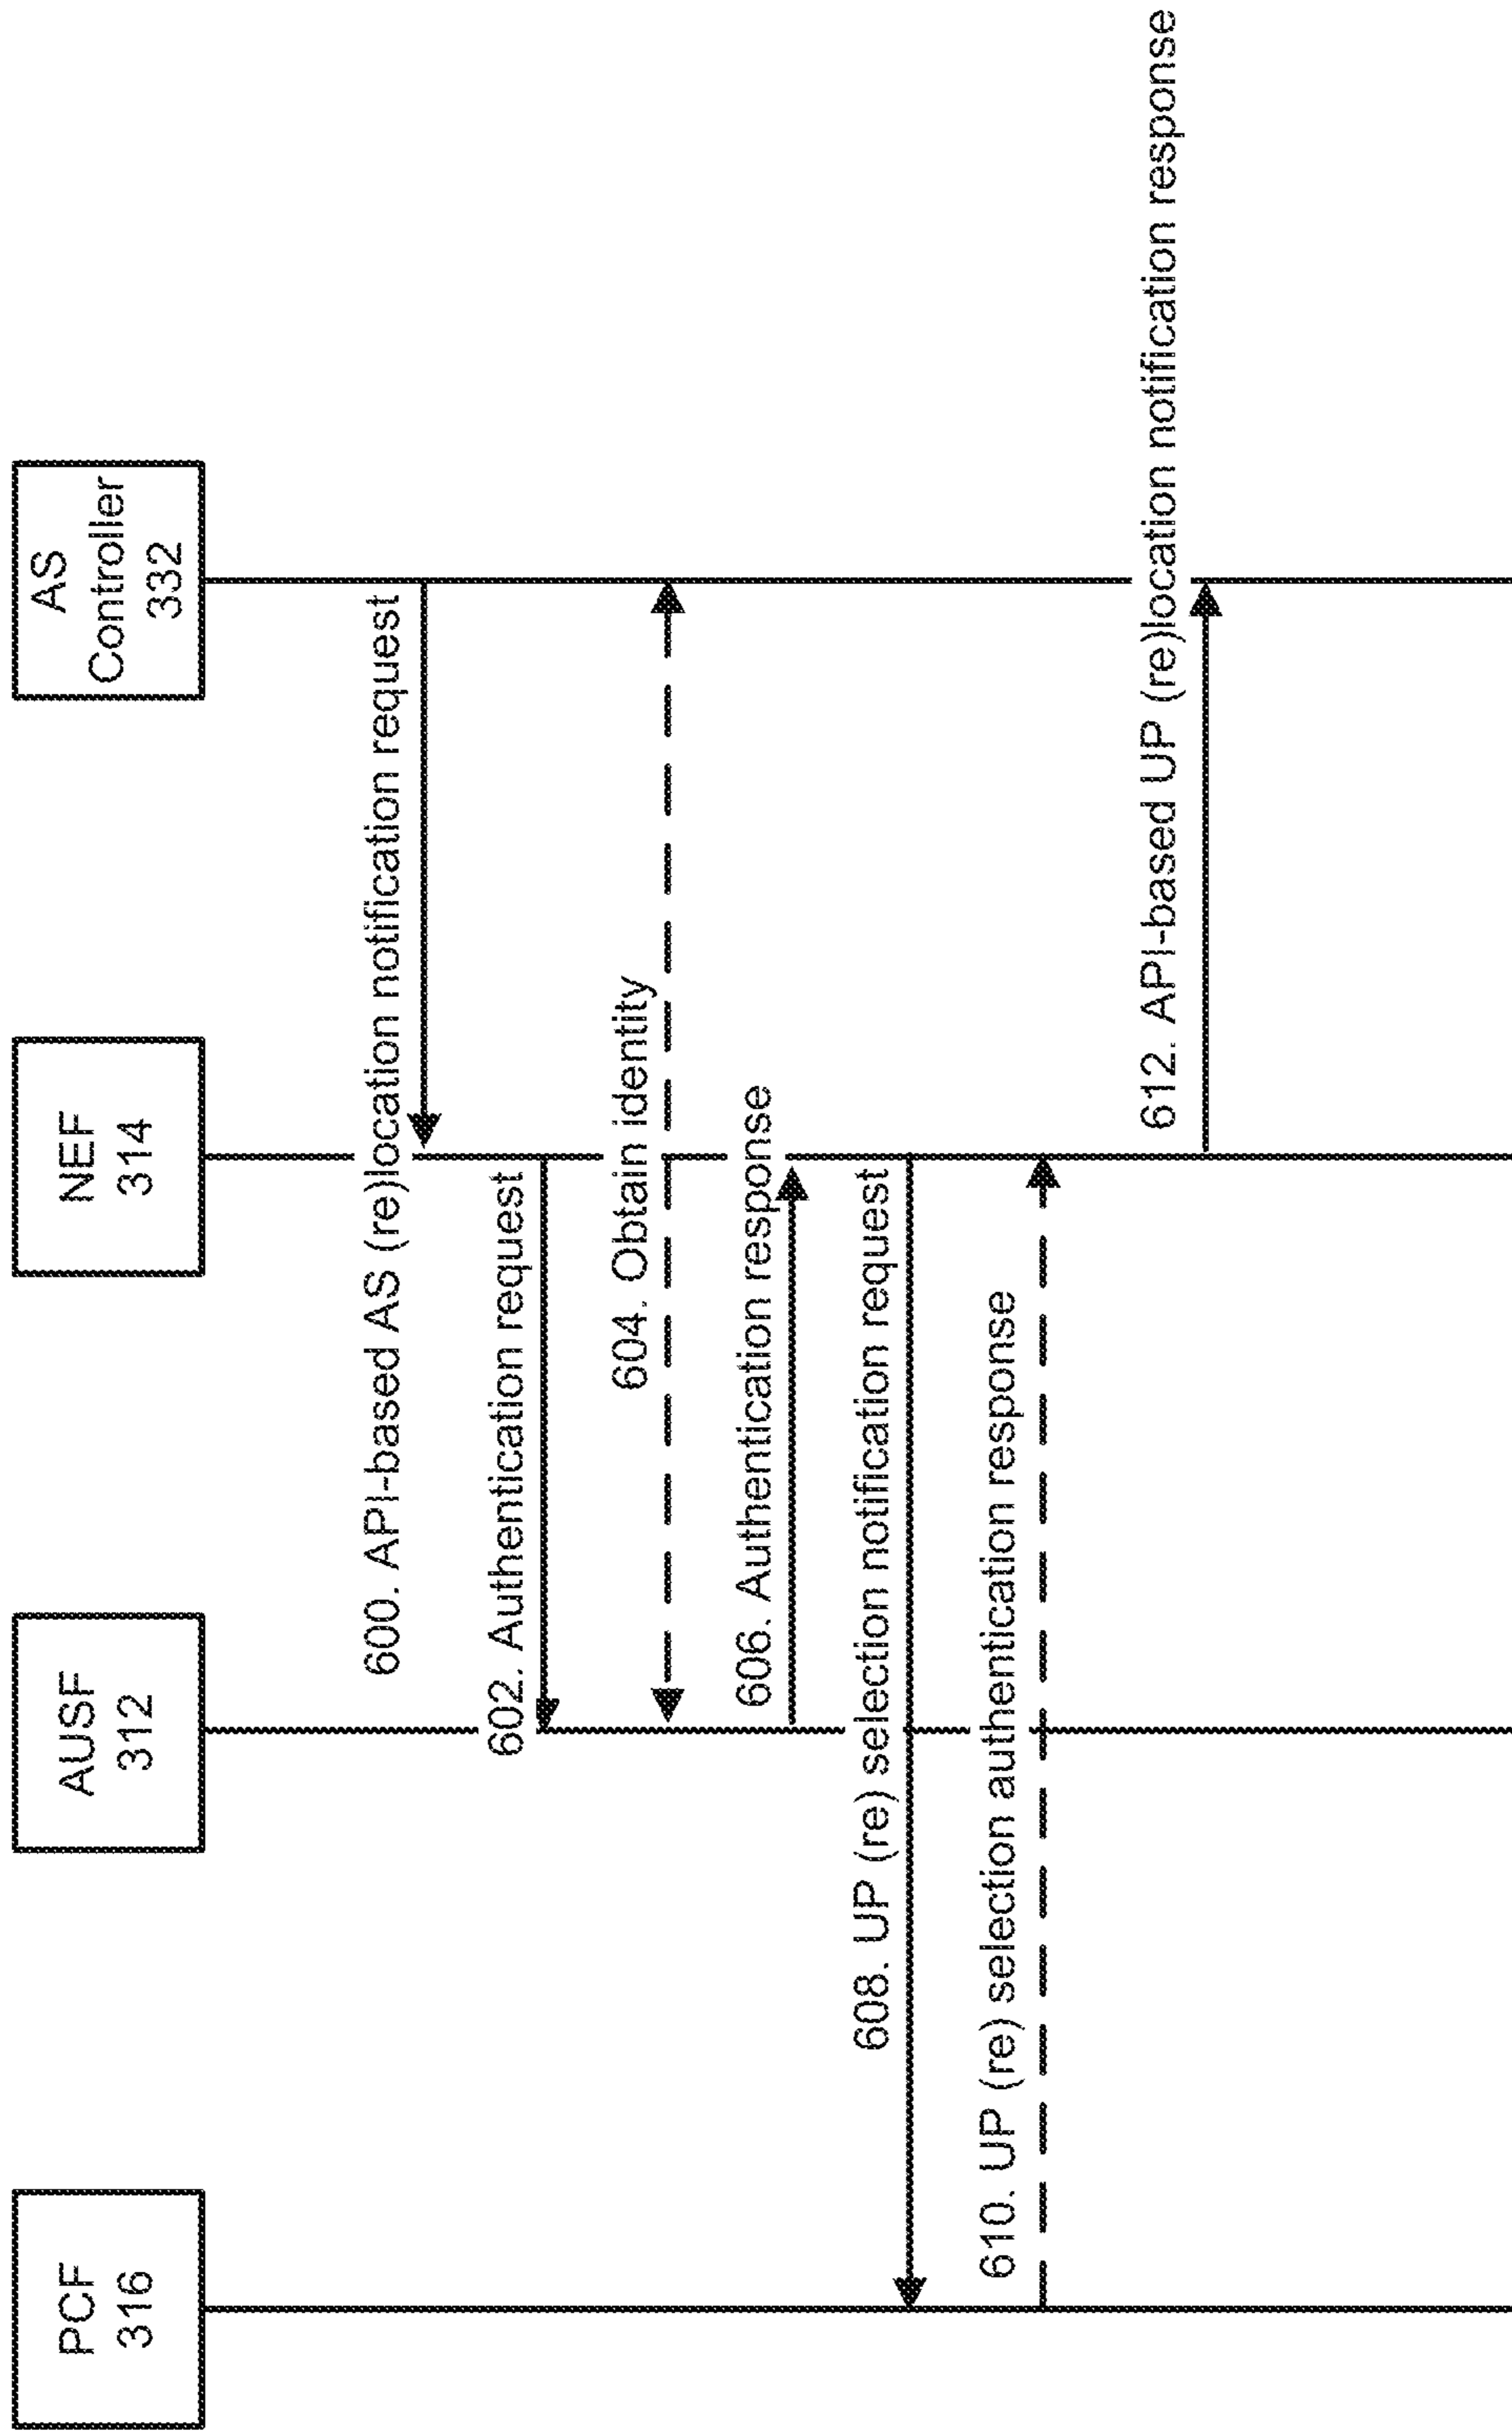 PCF
316
AUSF
312
NEF
314
AS
Controller
332
600. API-based AS (re)location notification request
602. Authentication request
604. Obtain identity
606. Authentication response
608. UP (re) selection notification request
610. UP (re) selection authentication response
612. API-based UP (re)location notification response